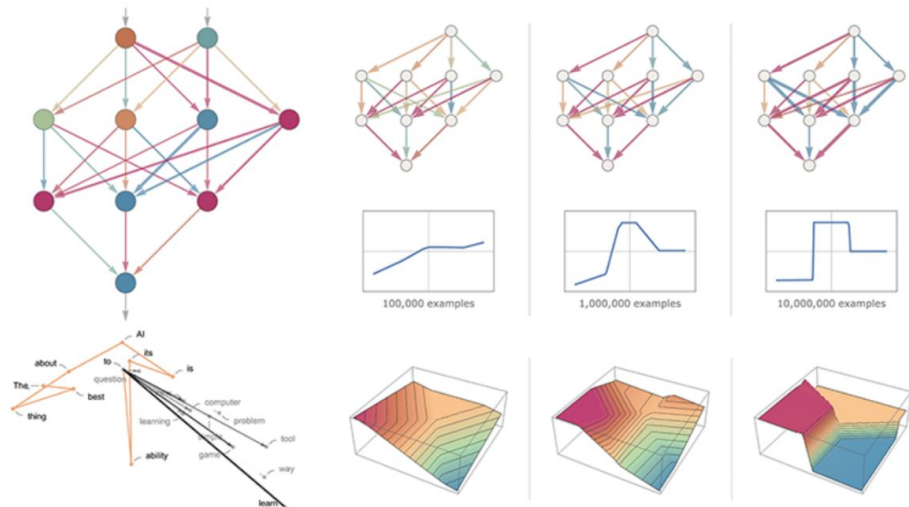 100,000 examples
1,000,000 examples
10,000,000 examples
AI
its
to
is
about
question
The
best
thing
computer
learning
problem
simple
game
tool
ability
way
learn